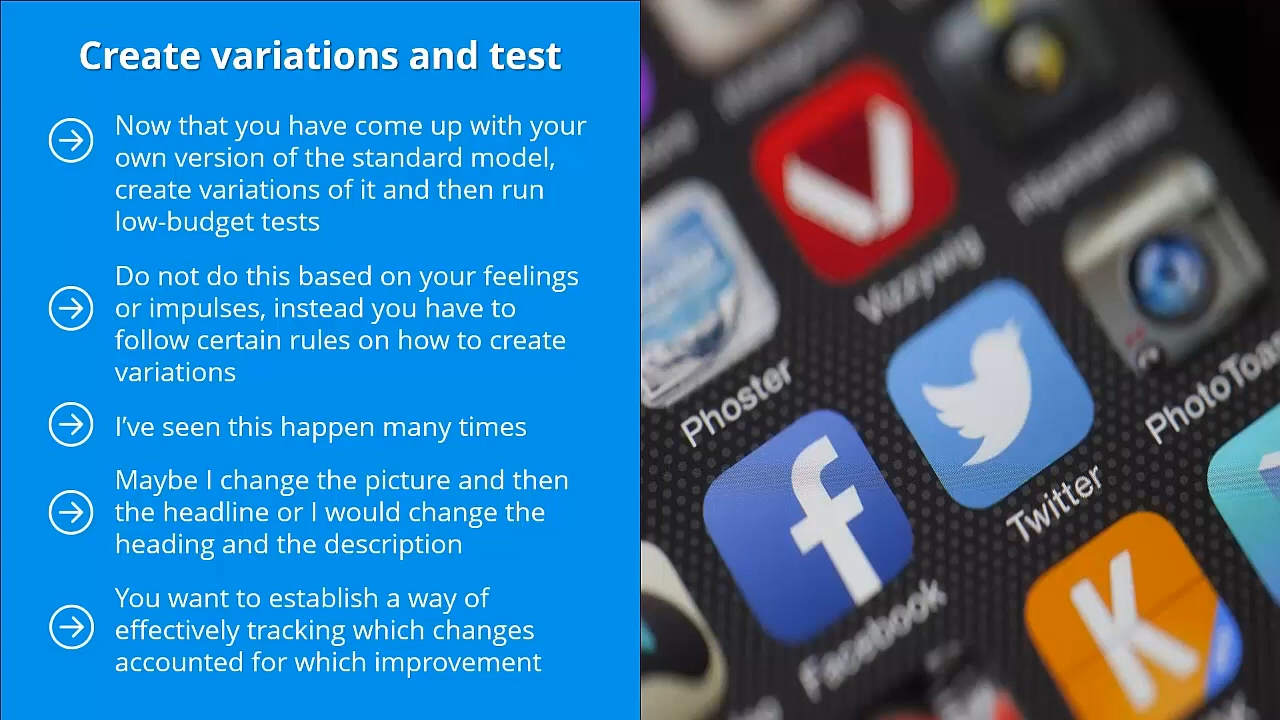 Create variations and test
Now that you have come up with your
own version of the standard model,
create variations of it and then run
low-budget tests
Do not do this based on your feelings
or impulses, instead you have to
follow certain rules on how to create
variations
I’ve seen this happen many times
Maybe I change the picture and then
the headline or I would change the
heading and the description
You want to establish a way of
effectively tracking which changes
accounted for which improvement
Vizzywig
Phoster
PhotoToas
Twitter
Facebook